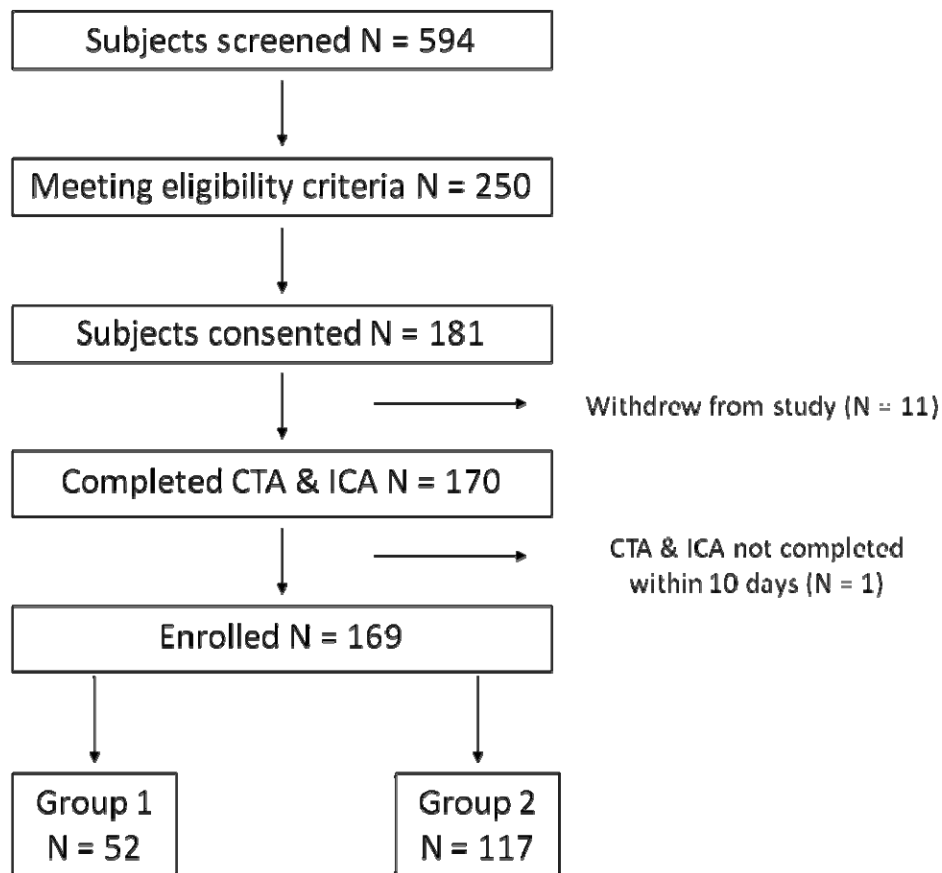 Subjects screened N = 594
Meeting eligibility criteria N = 250
Subjects consented N = 181
Withdrew from study (N = 11)
Completed CTA & ICA N = 170
CTA & ICA not completed
within 10 days (N = 1)
Enrolled N = 169
Group 1
N = 52
Group 2
N = 117